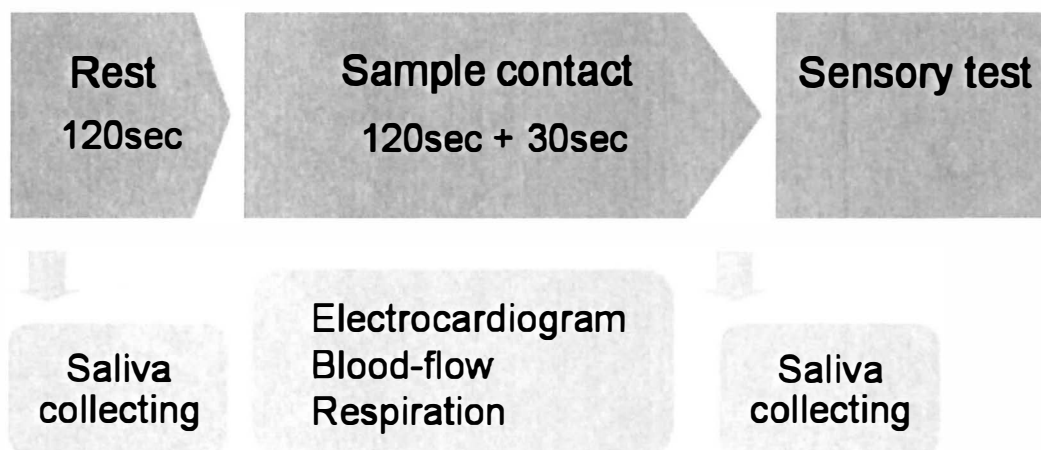 Rest
120sec
Sample contact
120sec + 30sec
Sensory test
Saliva
collecting
Electrocardiogram
Blood-flow
Respiration
Saliva
collecting